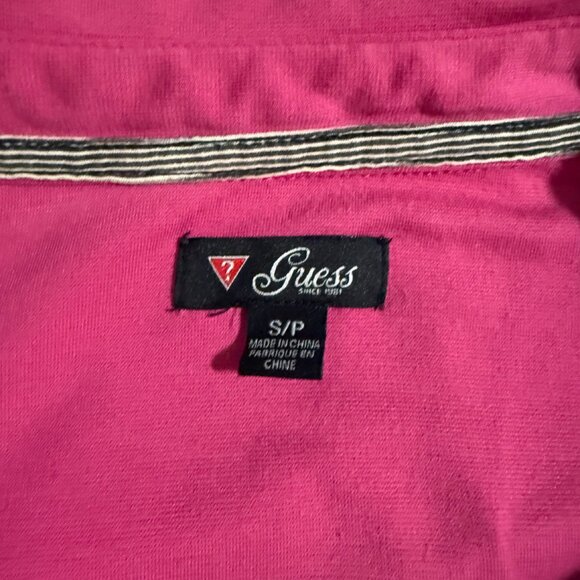 ?
Guess
SINCE 1981
S/P
MADE IN CHINA
FABRIQUE EN
CHINE